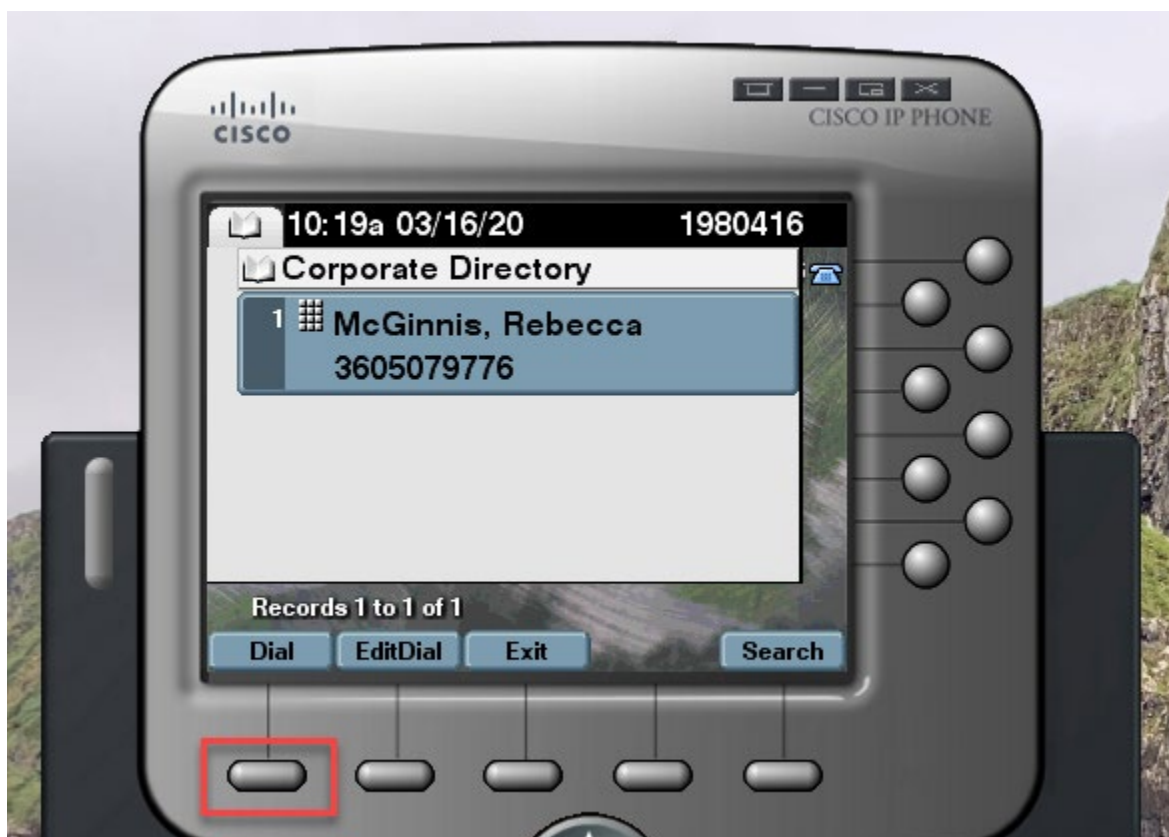 CISCO
CISCO IP PHONE
10:19a 03/16/20 1980416
Corporate Directory
1 McGinnis, Rebecca
3605079776
Records 1 to 1 of 1
Dial EditDial Exit Search